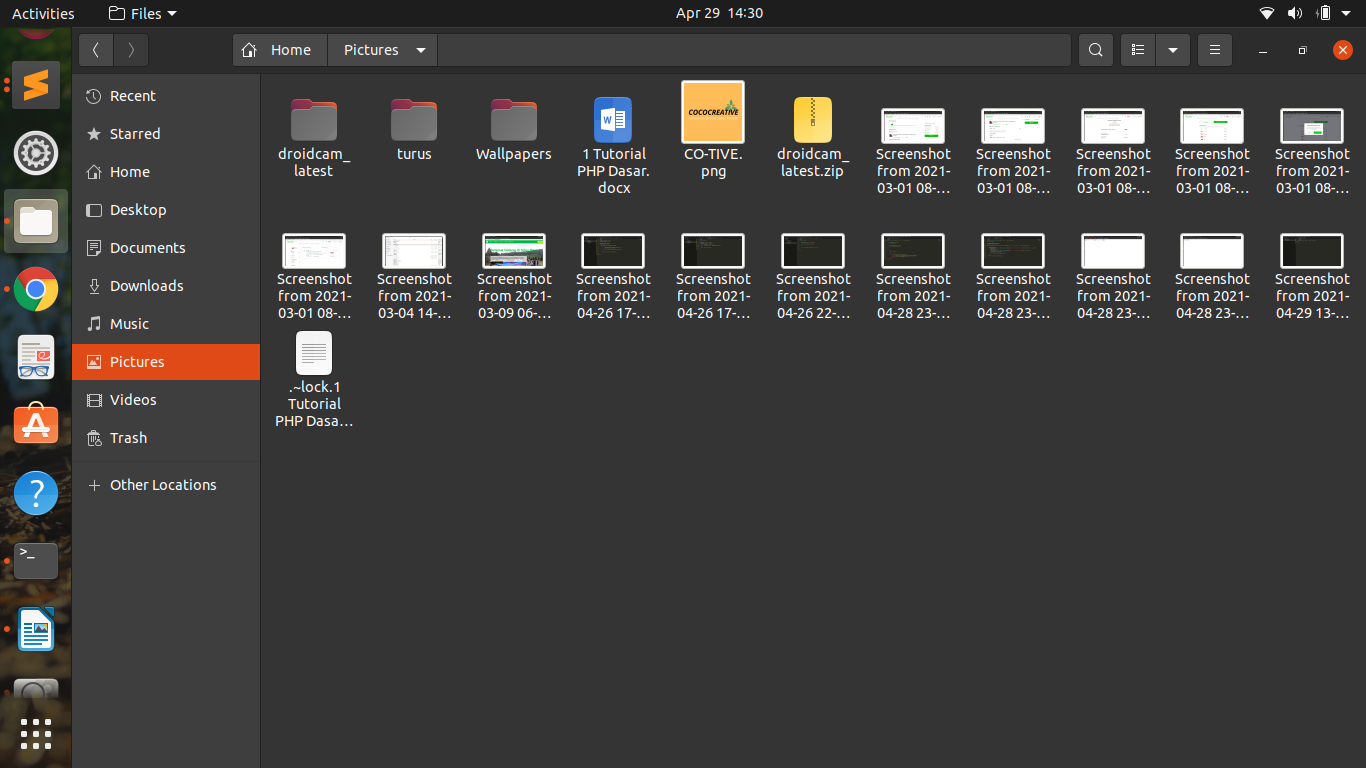 Activities
Files
Apr 29 14:30
Home
Pictures
Recent
Starred
Home
Desktop
Documents
Downloads
Music
Pictures
Videos
Trash
Other Locations
droidcam_
latest
turus
Wallpapers
1 Tutorial
PHP Dasar.
docx
COCOCREATIVE
CO-TIVE.
png
droidcam_
latest.zip
Screenshot
from 2021-
03-01 08-...
Screenshot
from 2021-
03-01 08-...
Screenshot
from 2021-
03-01 08-...
Screenshot
from 2021-
03-01 08-...
Screenshot
from 2021-
03-01 08-...
Screenshot
from 2021-
03-01 08-...
Screenshot
from 2021-
03-04 14-...
Screenshot
from 2021-
03-09 06-...
Screenshot
from 2021-
04-26 17-...
Screenshot
from 2021-
04-26 17-...
Screenshot
from 2021-
04-26 22-...
Screenshot
from 2021-
04-28 23-...
Screenshot
from 2021-
04-28 23-...
Screenshot
from 2021-
04-28 23-...
Screenshot
from 2021-
04-28 23-...
Screenshot
from 2021-
04-29 13-...
.~lock.1
Tutorial
PHP Dasa...